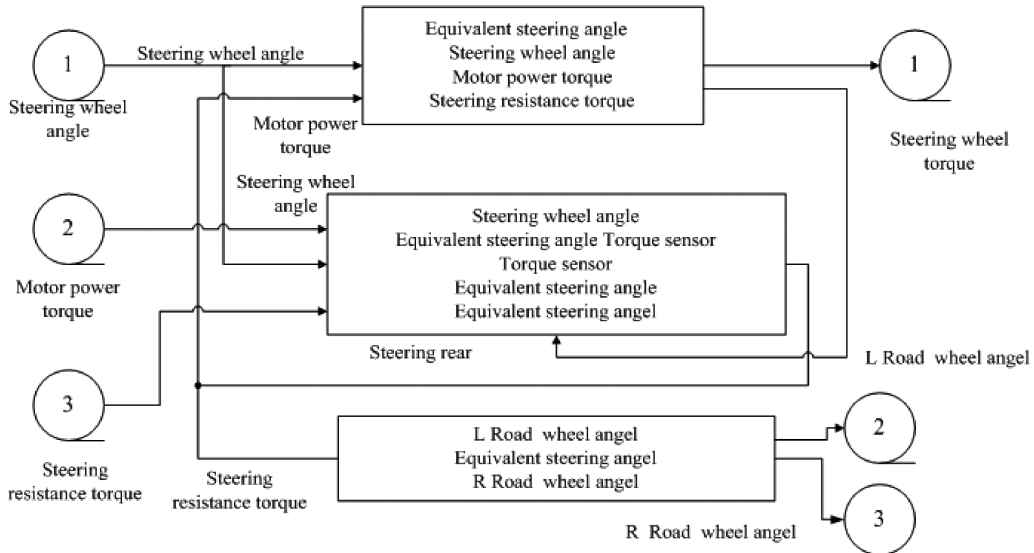 Equivalent steering angle
Steering wheel angle
Motor power torque
Steering resistance torque
1
Steering wheel angle
1
Steering wheel
angle
Motor power
torque
Steering wheel
torque
Steering wheel
angle
2
Steering wheel angle
Equivalent steering angle Torque sensor
Torque sensor
Equivalent steering angle
Equivalent steering angel
Motor power
torque
Steering rear
L Road wheel angel
3
L Road wheel angel
Equivalent steering angel
R Road wheel angel
2
Steering
resistance torque
Steering
resistance torque
R Road wheel angel
3